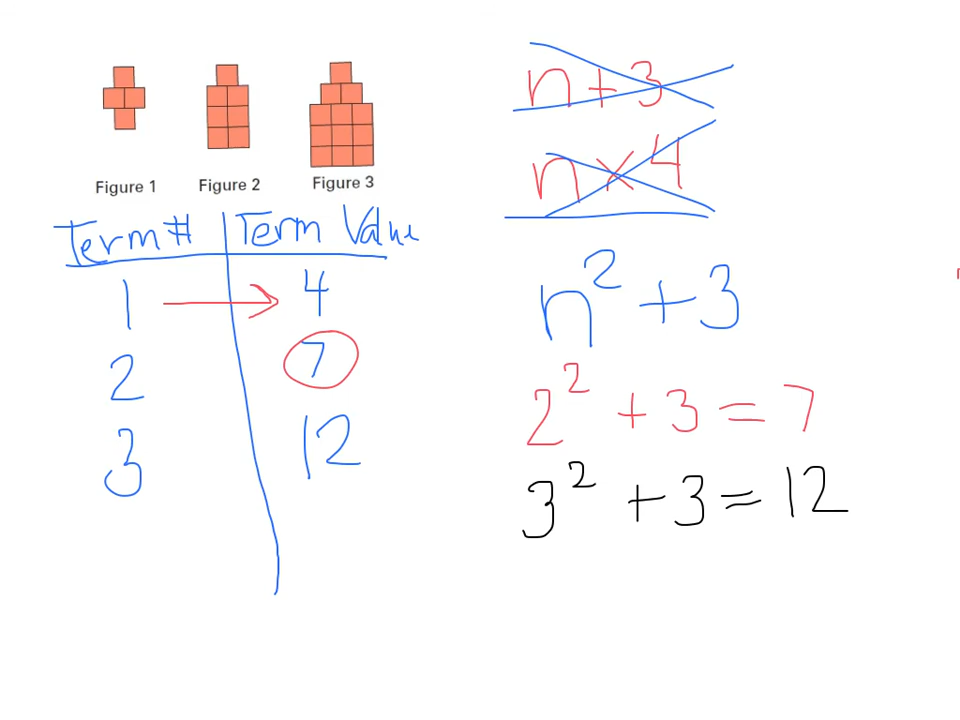 Figure 1 Figure 2 Figure 3
Term # Term Value
1 4
2 7
3 12
n+3
n×4
n² + 3
2² + 3 = 7
3² + 3 = 12